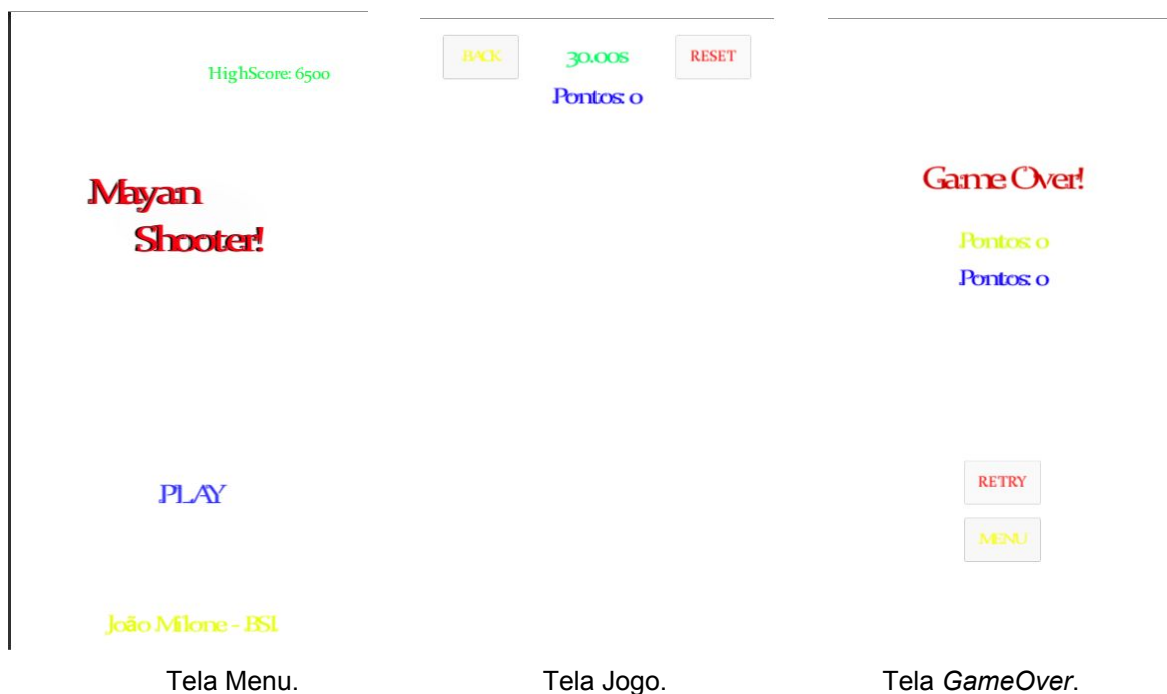 HighScore: 6500
Mayan
Shooter!
PLAY
João Milone - BSI
Tela Menu.
BACK
30.00s
RESET
Pontos: 0
Tela Jogo.
Game Over!
Pontos: 0
Pontos: 0
RETRY
MENU
Tela GameOver.